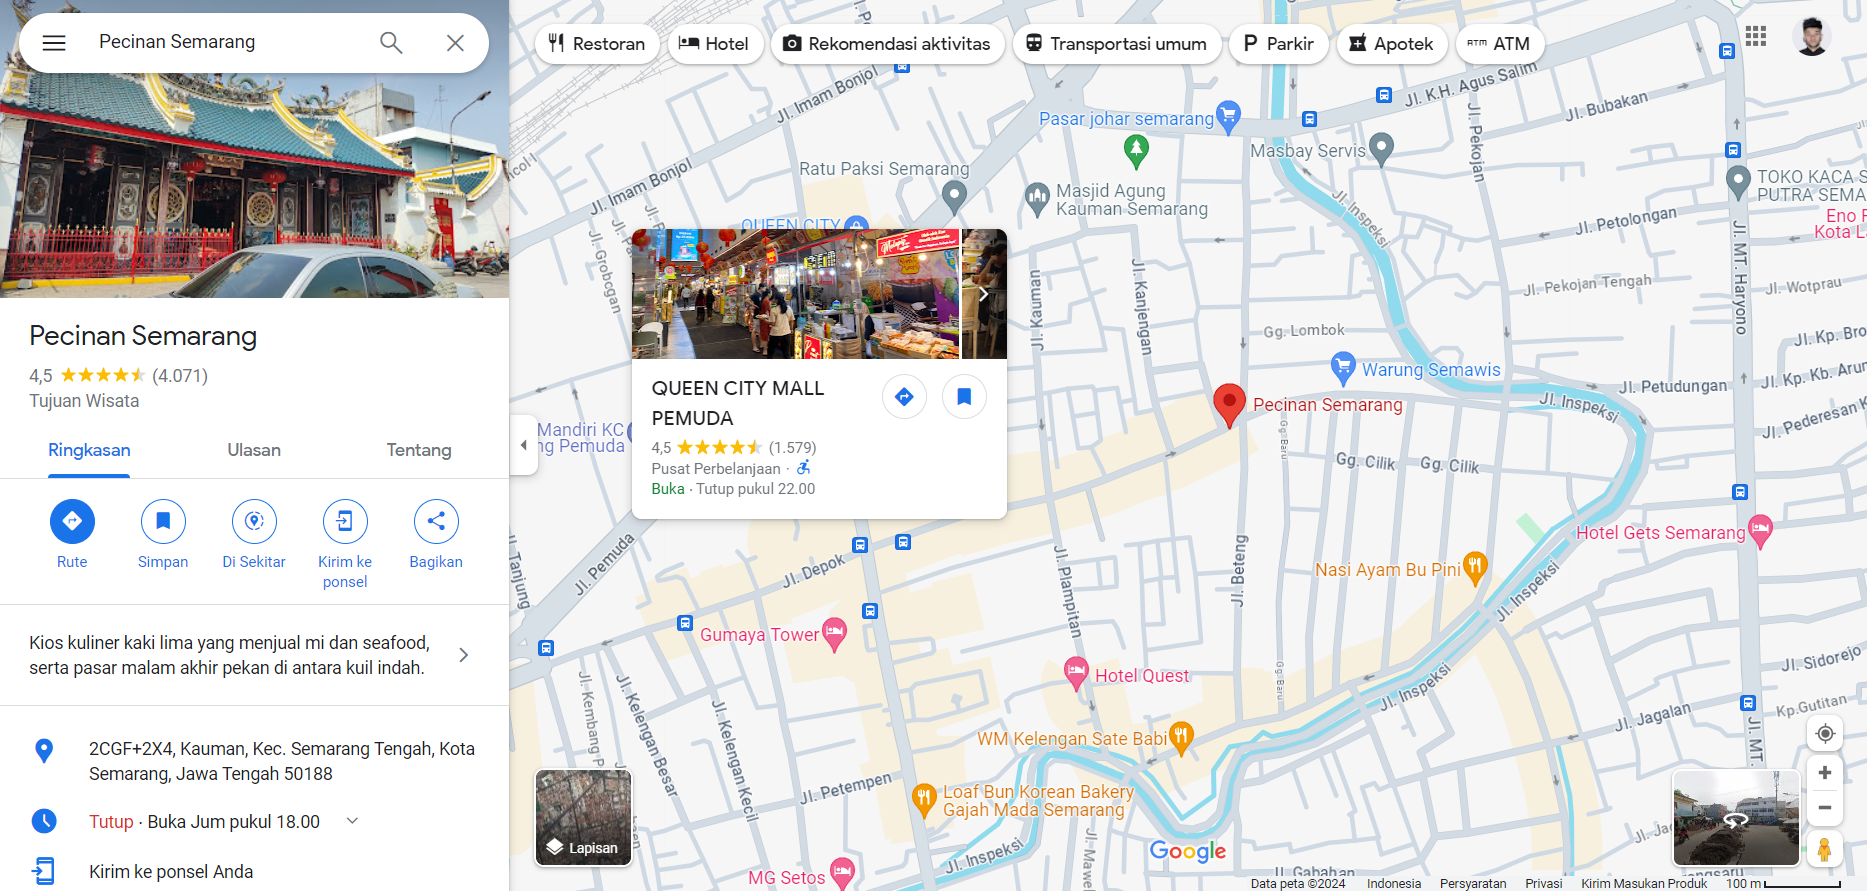 Pecinan Semarang
Restoran
Hotel
Rekomendasi aktivitas
Transportasi umum
Parkir
Apotek
ATM
ATM
Pecinan Semarang
4,5 (4.071)
Tujuan Wisata
Ringkasan
Ulasan
Tentang
Rute
Simpan
Di Sekitar
Kirim ke
ponsel
Bagikan
Kios kuliner kaki lima yang menjual mi dan seafood,
serta pasar malam akhir pekan di antara kuil indah.
2CGF+2X4, Kauman, Kec. Semarang Tengah, Kota
Semarang, Jawa Tengah 50188
Tutup · Buka Jum pukul 18.00
Kirim ke ponsel Anda
Jl. Imam Bonjol
Jl. K.H. Agus Salim
Jl. Bubakan
Jl. Pekojan
Pasar johar semarang
Masbay Servis
Ratu Paksi Semarang
Jl. Imam Bonjol
Masjid Agung
Kauman Semarang
TOKO KACA S
PUTRA SEMA
Jl. Inspeksi
Jl. Petolongan
Eno F
Kota La
QUEEN CITY
Jl. Grobogan
Jl. MT. Haryono
Jl. Pekojan Tengah
Jl. Wotprau
Jl. Kauman
Jl. Kanjengan
Gg. Lombok
Jl. Kp. Bro
Warung Semawis
Jl. Petudungan
Jl. Kp. Kb. Arun
Pecinan Semarang
Jl. Inspeksi
Jl. Pederesan K
QUEEN CITY MALL
PEMUDA
4,5 (1.579)
Pusat Perbelanjaan ·
Buka · Tutup pukul 22.00
Mandiri KC
ng Pemuda
Gg. Baru
Gg. Cilik
Gg. Cilik
Hotel Gets Semarang
Jl. Pemuda
Jl. Tanjung
Jl. Depok
Jl. Plampitan
Jl. Beteng
Nasi Ayam Bu Pini
Jl. Inspeksi
Gumaya Tower
Hotel Quest
Gg. Baru
Jl. Inspeksi
Jl. Sidorejo
Kp.Gutitan
Jl. Jagalan
Jl. MT.
Jl. Kembang P
Jl. Kelengan Besar
Jl. Kelengan Kecil
WM Kelengan Sate Babi
Jl. Petempen
Loaf Bun Korean Bakery
Gajah Mada Semarang
Lapisan
Jl. Inspeksi
Google
MG Setos
Jl. Gabahan
Data peta ©2024
Indonesia
Persyaratan
Privasi
Kirim Masukan Produk
100 m